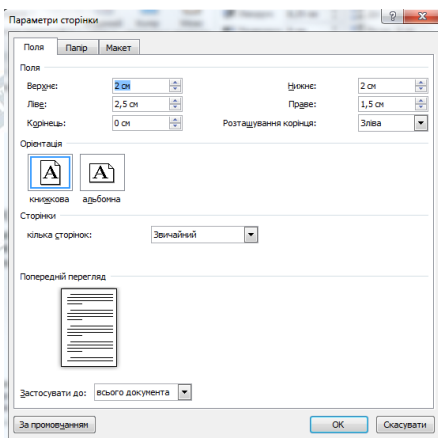 Параметри сторінки
Поля Папір Макет
Поля
Верхнє: 2 см Нижнє: 2 см
Ліве: 2,5 см Праве: 1,5 см
Корінець: 0 см Розташування корінця: Зліва
Орієнтація
A A
книжкова альбомна
Сторінки
кілька сторінок: Звичайний
Попередній перегляд
Застосувати до: всього документа
За промовчанням ОК Скасувати